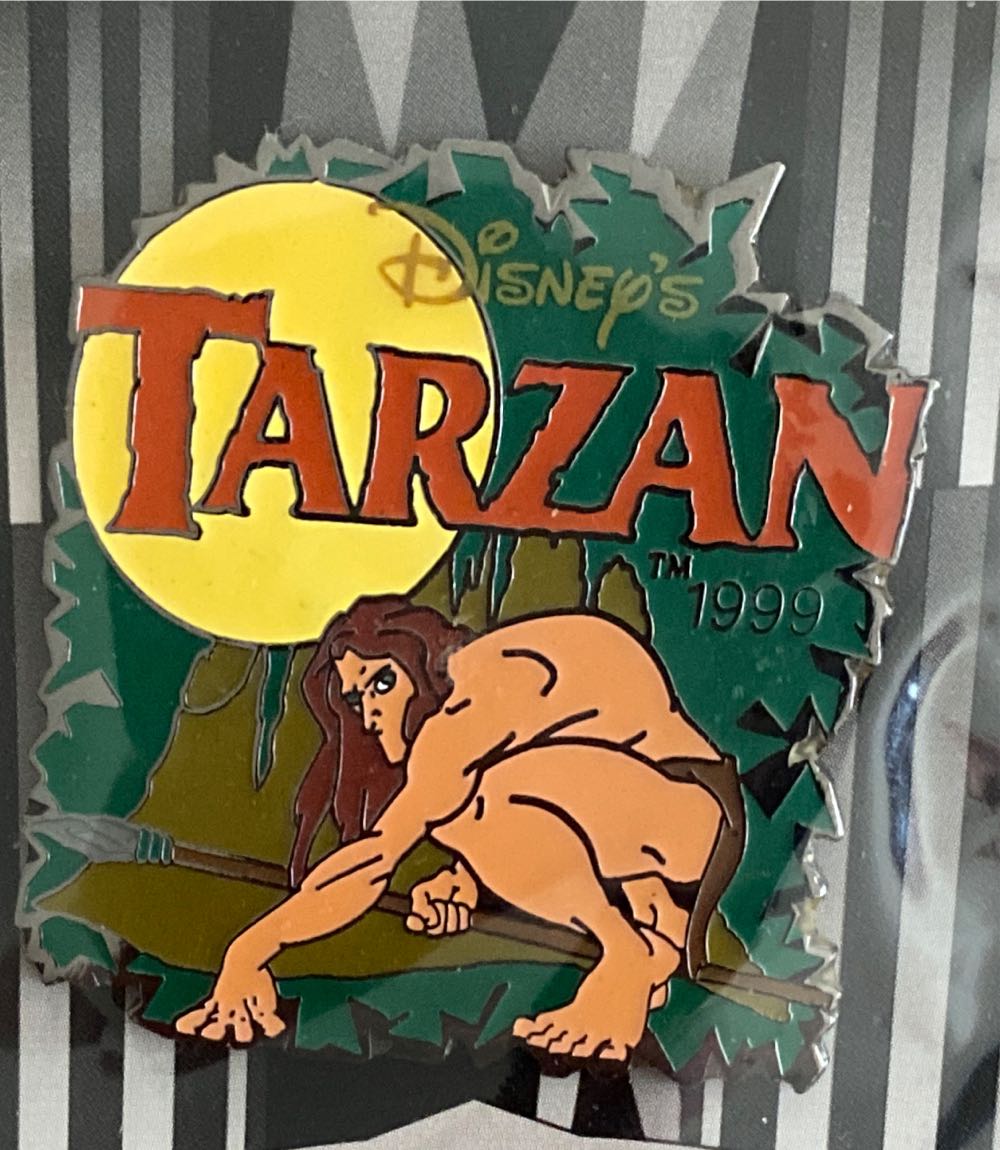 Disney's
TARZAN
™
1999